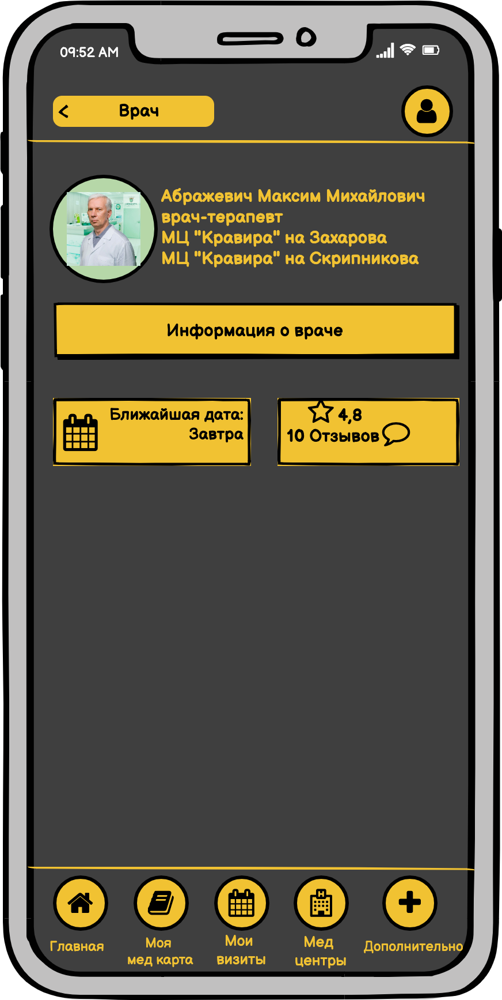 09:52 AM
Врач
Абражевич Максим Михайлович
врач-терапевт
МЦ "Кравира" на Захарова
МЦ "Кравира" на Скрипникова
Информация о враче
Ближайшая дата:
Завтра
4,8
10 Отзывов
Главная
Моя
мед карта
Мои
визиты
Мед
центры
Дополнительно